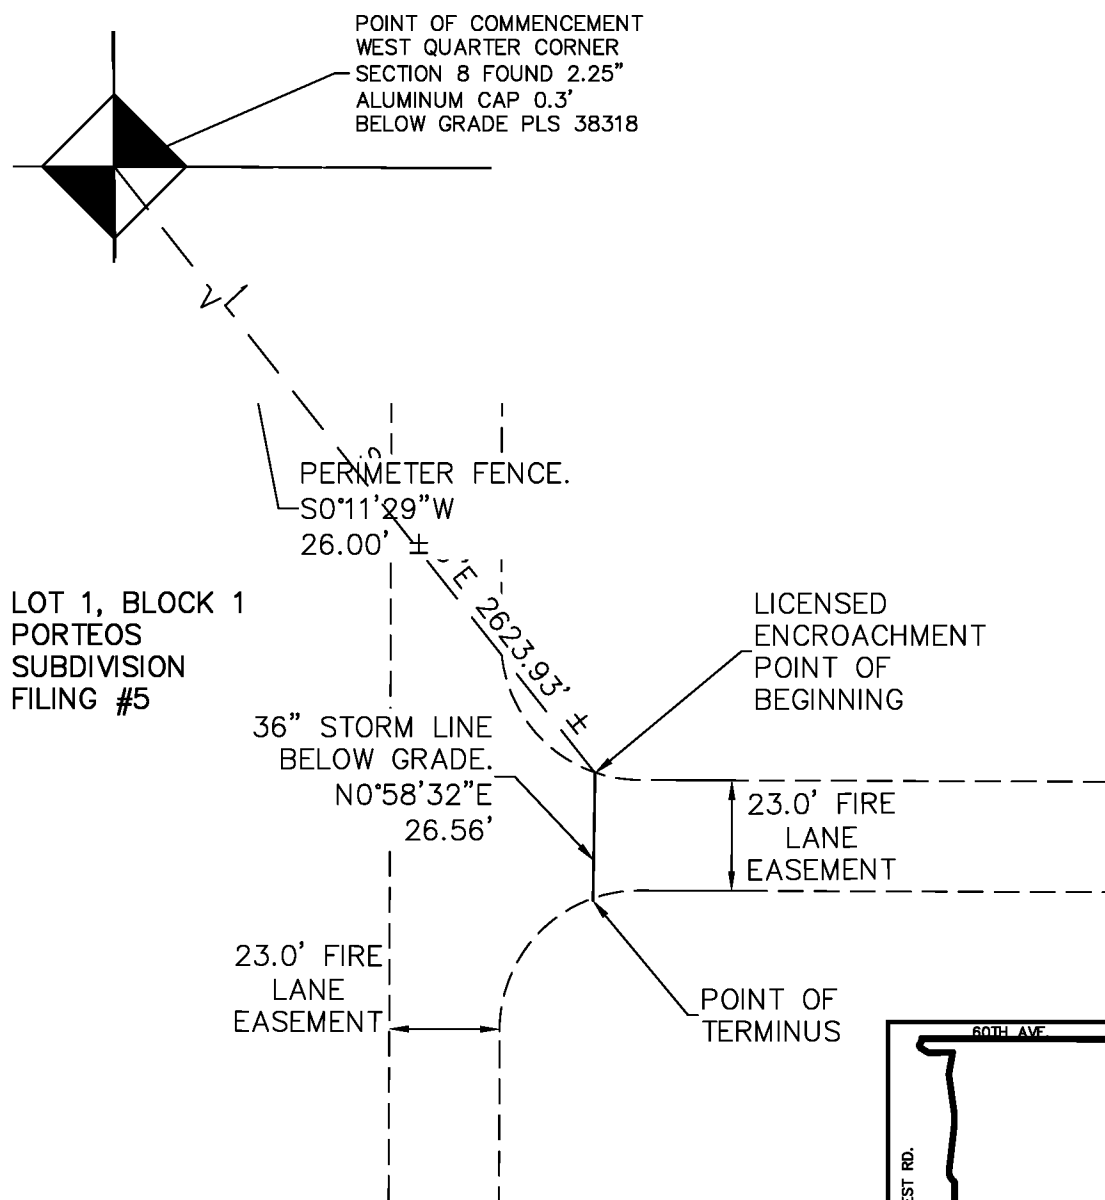 POINT OF COMMENCEMENT
WEST QUARTER CORNER
SECTION 8 FOUND 2.25"
ALUMINUM CAP 0.3'
BELOW GRADE PLS 38318
PERIMETER FENCE.
S0°11'29"W
26.00' ±
'E 2623.93' ±
LOT 1, BLOCK 1
PORTEOS
SUBDIVISION
FILING #5
LICENSED
ENCROACHMENT
POINT OF
BEGINNING
36" STORM LINE
BELOW GRADE.
N0°58'32"E
26.56'
23.0' FIRE
LANE
EASEMENT
23.0' FIRE
LANE
EASEMENT
POINT OF
TERMINUS
60TH AVE.
RD.